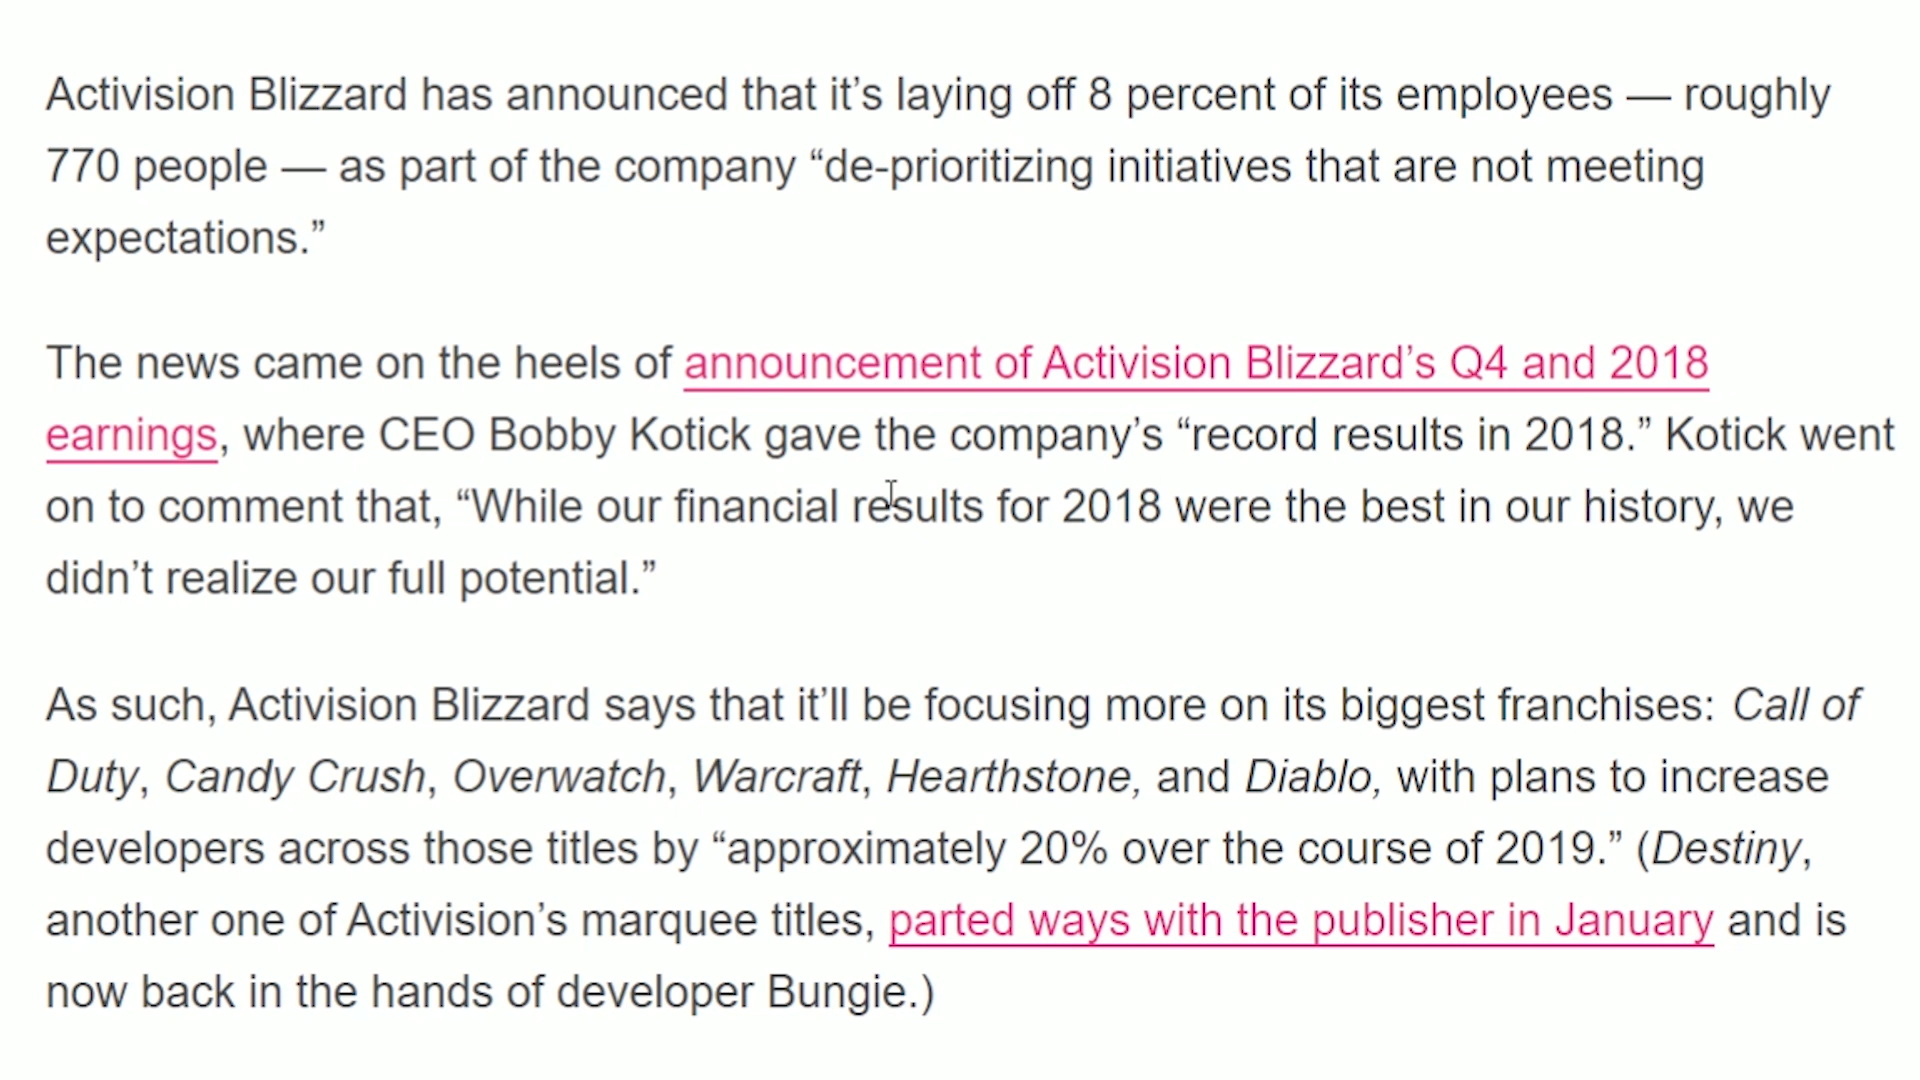 Activision Blizzard has announced that it’s laying off 8 percent of its employees — roughly
770 people — as part of the company “de-prioritizing initiatives that are not meeting
expectations.”
The news came on the heels of announcement of Activision Blizzard’s Q4 and 2018
earnings, where CEO Bobby Kotick gave the company’s “record results in 2018.” Kotick went
on to comment that, “While our financial results for 2018 were the best in our history, we
didn’t realize our full potential.”
As such, Activision Blizzard says that it’ll be focusing more on its biggest franchises: Call of
Duty, Candy Crush, Overwatch, Warcraft, Hearthstone, and Diablo, with plans to increase
developers across those titles by “approximately 20% over the course of 2019.” (Destiny,
another one of Activision’s marquee titles, parted ways with the publisher in January and is
now back in the hands of developer Bungie.)